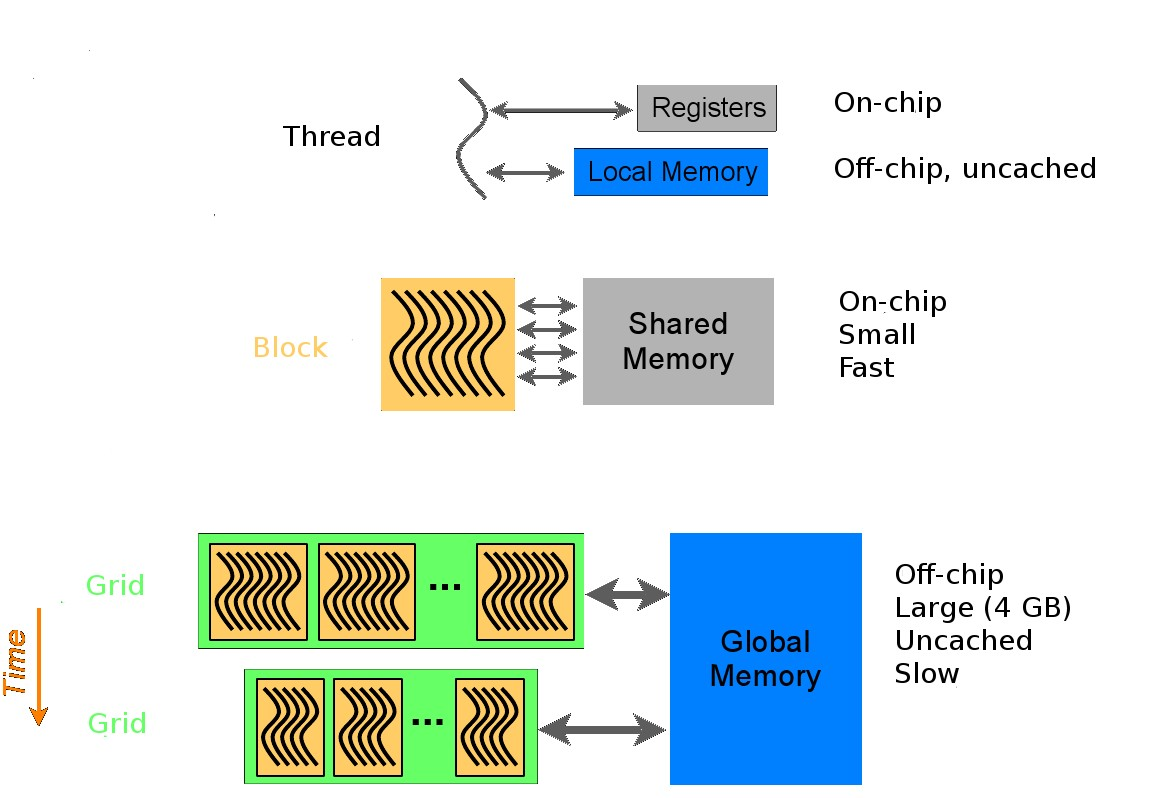 Thread
Registers
On-chip
Local Memory
Off-chip, uncached
Block
Shared
Memory
On-chip
Small
Fast
Grid
...
Time
Grid
...
Global
Memory
Off-chip
Large (4 GB)
Uncached
Slow